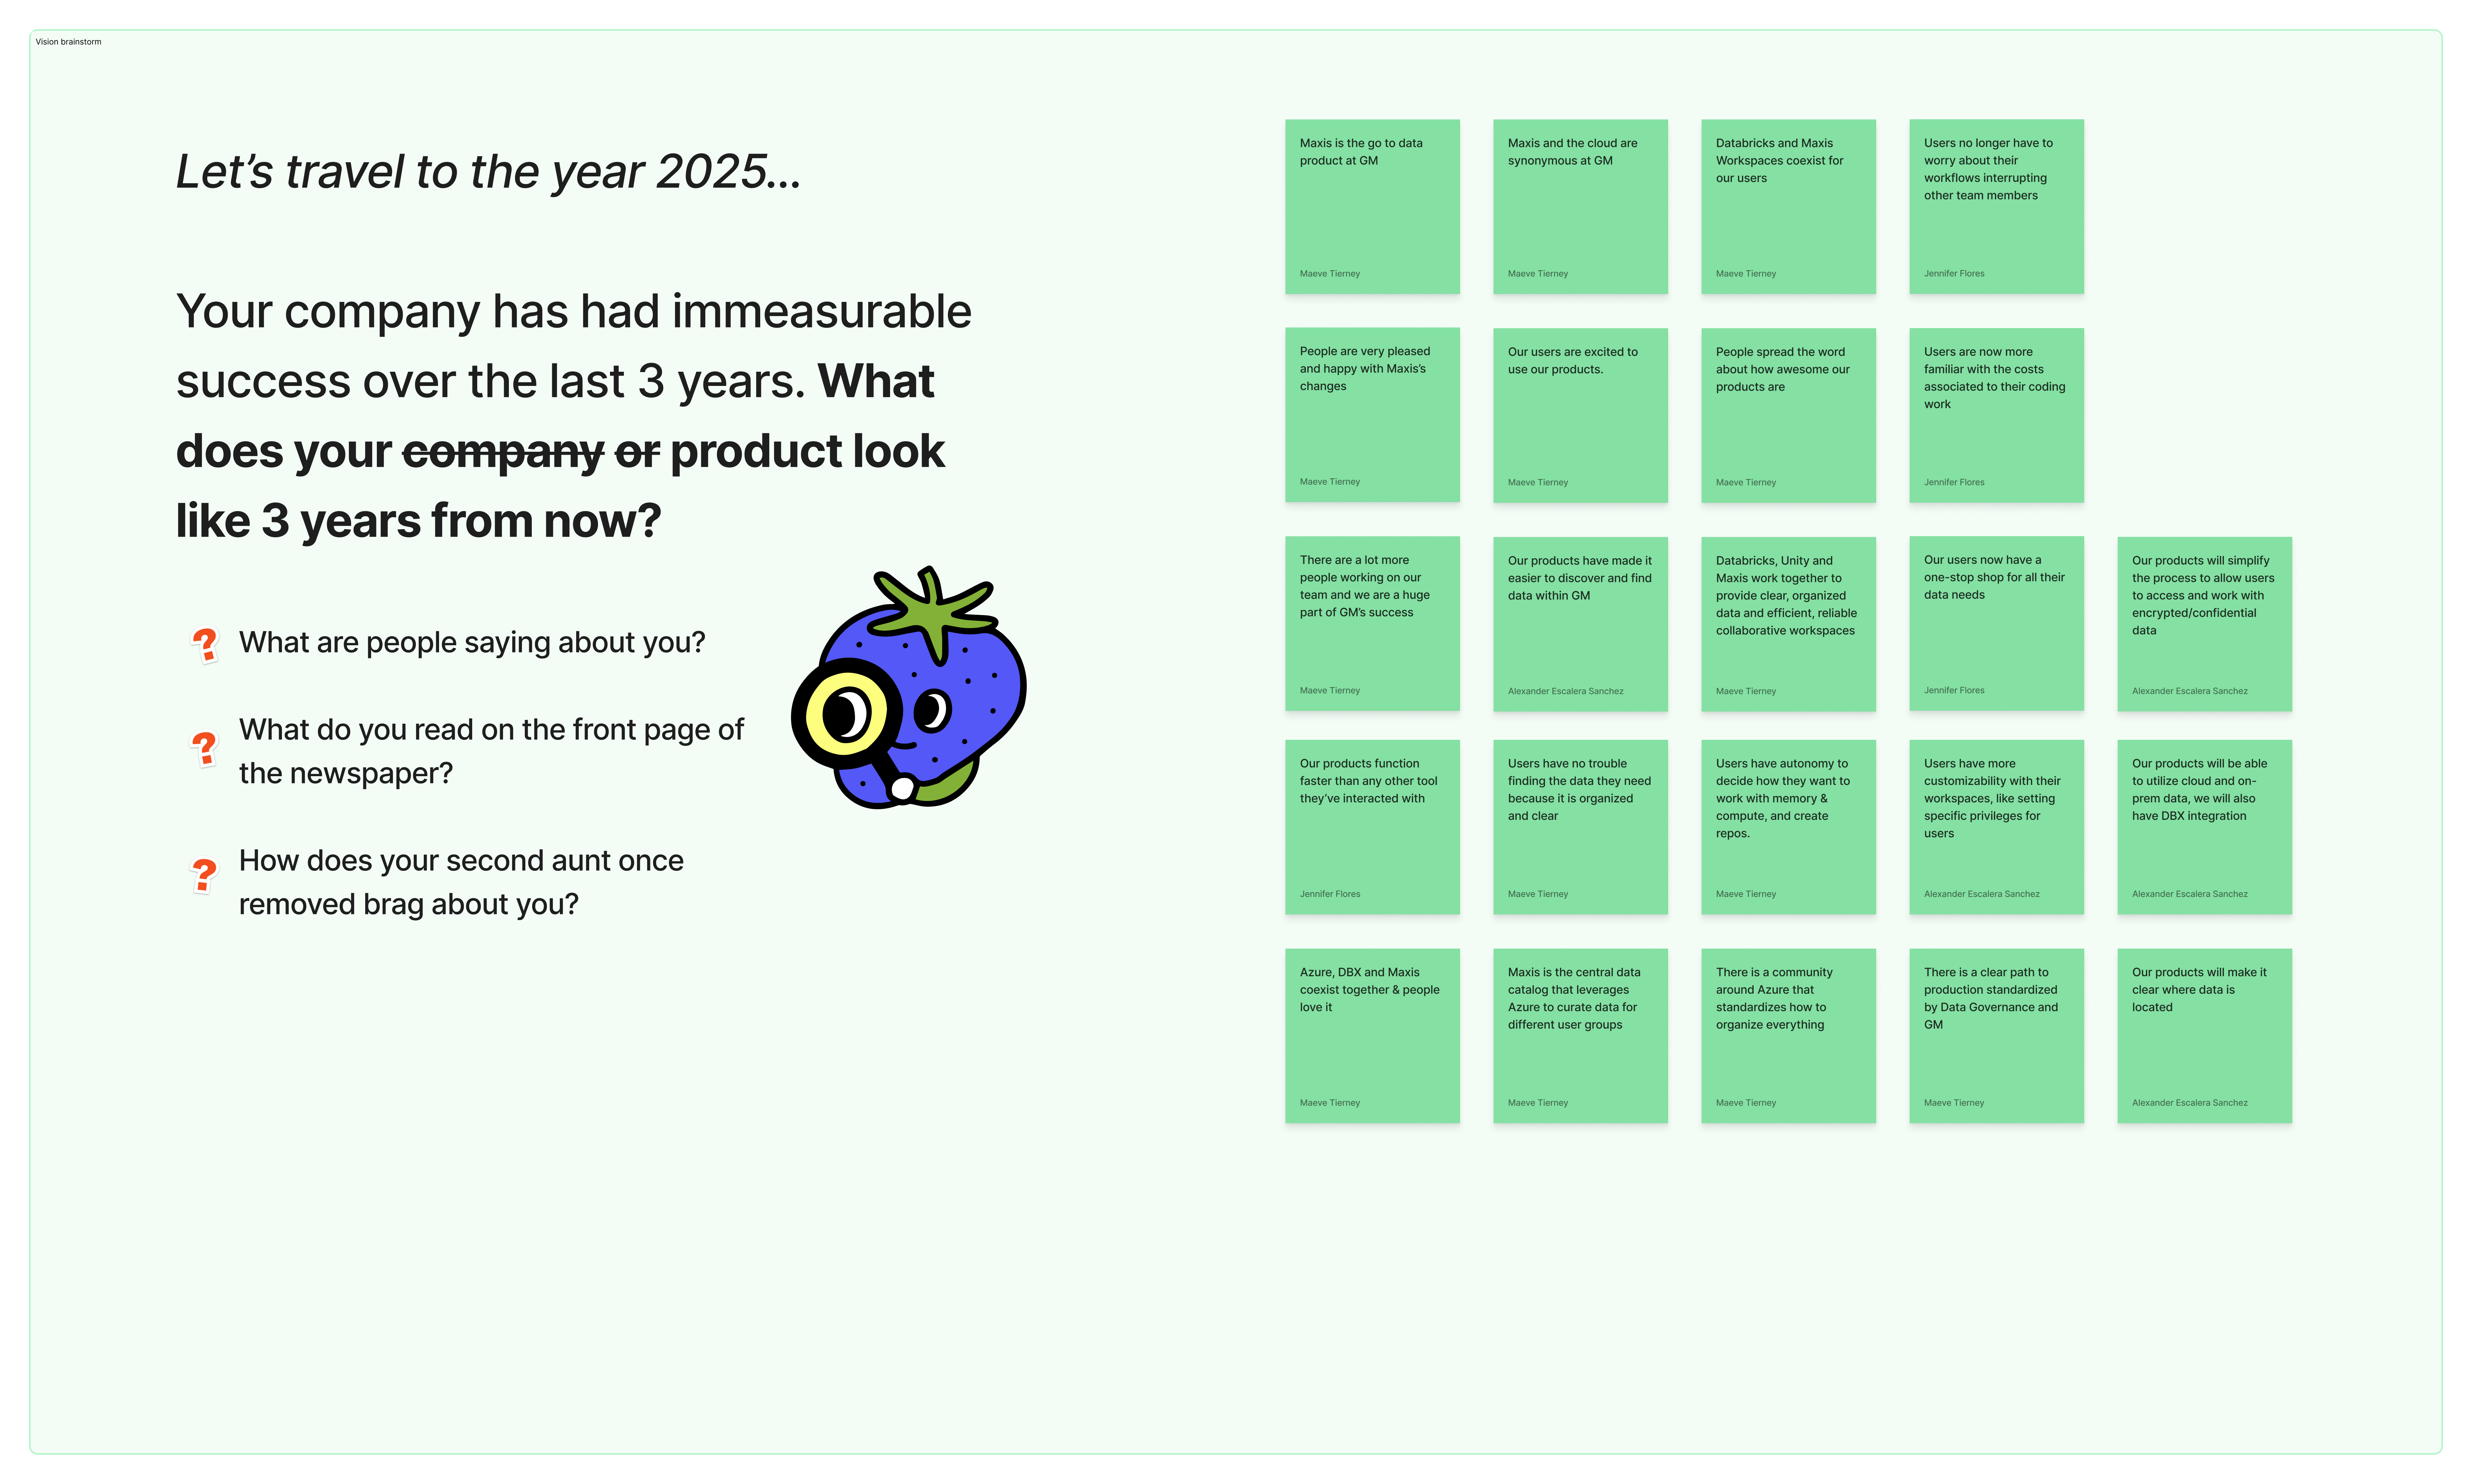 Vision brainstorm
Let’s travel to the year 2025...
Your company has had immeasurable
success over the last 3 years. What
does your company or product look
like 3 years from now?
? What are people saying about you?
? What do you read on the front page of
the newspaper?
? How does your second aunt once
removed brag about you?
Maxis is the go to data
product at GM
Maeve Tierney
Maxis and the cloud are
synonymous at GM
Maeve Tierney
Databricks and Maxis
Workspaces coexist for
our users
Maeve Tierney
Users no longer have to
worry about their
workflows interrupting
other team members
Jennifer Flores
People are very pleased
and happy with Maxis’s
changes
Maeve Tierney
Our users are excited to
use our products.
Maeve Tierney
People spread the word
about how awesome our
products are
Maeve Tierney
Users are now more
familiar with the costs
associated to their coding
work
Jennifer Flores
There are a lot more
people working on our
team and we are a huge
part of GM’s success
Maeve Tierney
Our products have made it
easier to discover and find
data within GM
Alexander Escalera Sanchez
Databricks, Unity and
Maxis work together to
provide clear, organized
data and efficient, reliable
collaborative workspaces
Maeve Tierney
Our users now have a
one-stop shop for all their
data needs
Jennifer Flores
Our products will simplify
the process to allow users
to access and work with
encrypted/confidential
data
Alexander Escalera Sanchez
Our products function
faster than any other tool
they’ve interacted with
Jennifer Flores
Users have no trouble
finding the data they need
because it is organized
and clear
Maeve Tierney
Users have autonomy to
decide how they want to
work with memory &
compute, and create
repos.
Maeve Tierney
Users have more
customizability with their
workspaces, like setting
specific privileges for
users
Alexander Escalera Sanchez
Our products will be able
to utilize cloud and on-
prem data, we will also
have DBX integration
Alexander Escalera Sanchez
Azure, DBX and Maxis
coexist together & people
love it
Maeve Tierney
Maxis is the central data
catalog that leverages
Azure to curate data for
different user groups
Maeve Tierney
There is a community
around Azure that
standardizes how to
organize everything
Maeve Tierney
There is a clear path to
production standardized
by Data Governance and
GM
Maeve Tierney
Our products will make it
clear where data is
located
Alexander Escalera Sanchez